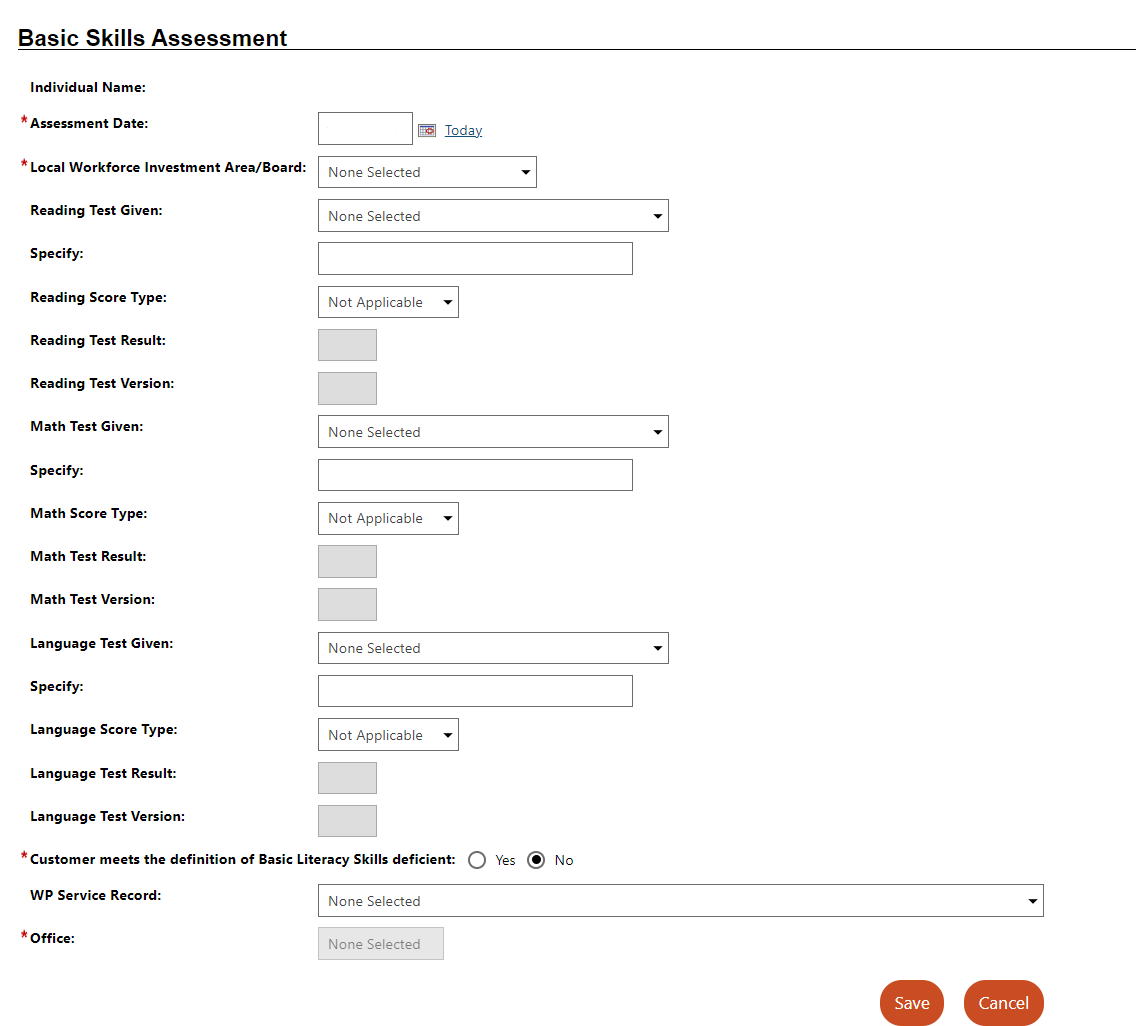 Basic Skills Assessment
Individual Name:
* Assessment Date: Today
* Local Workforce Investment Area/Board: None Selected
Reading Test Given: None Selected
Specify:
Reading Score Type: Not Applicable
Reading Test Result:
Reading Test Version:
Math Test Given: None Selected
Specify:
Math Score Type: Not Applicable
Math Test Result:
Math Test Version:
Language Test Given: None Selected
Specify:
Language Score Type: Not Applicable
Language Test Result:
Language Test Version:
* Customer meets the definition of Basic Literacy Skills deficient: Yes No
WP Service Record: None Selected
* Office: None Selected
Save Cancel